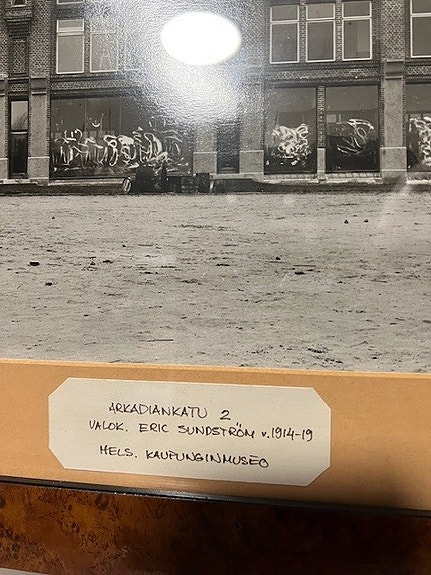 ARKADIANKATU 2
VALOK. ERIC SUNDSTRÖM v.1914-19
HELS. KAUPUNGINMUSEO